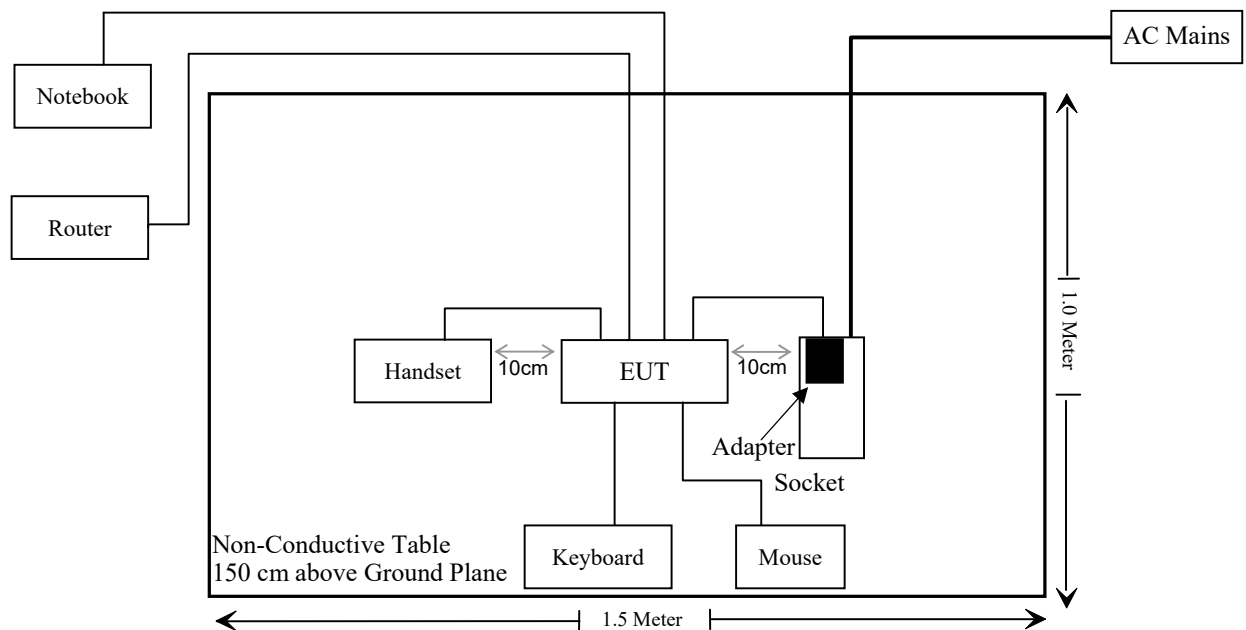 AC Mains
Notebook
Router
1.0 Meter
Handset
10cm
EUT
10cm
Adapter
Socket
Non-Conductive Table
150 cm above Ground Plane
Keyboard
Mouse
1.5 Meter